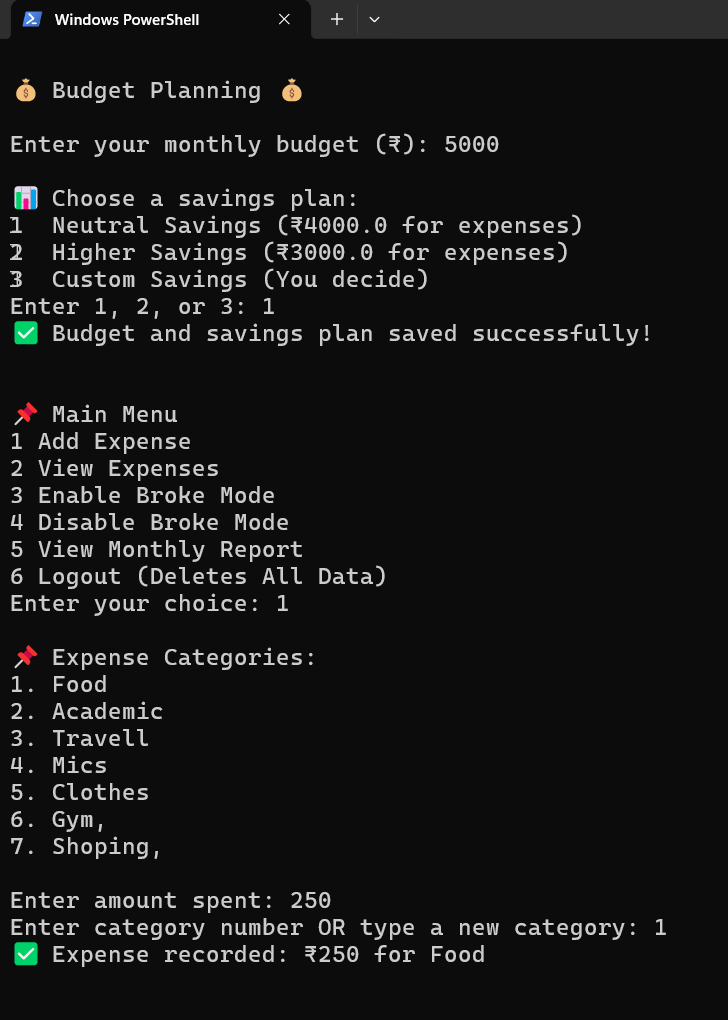 Windows PowerShell
💰 Budget Planning 💰
Enter your monthly budget (₹): 5000
📊 Choose a savings plan:
1 Neutral Savings (₹4000.0 for expenses)
2 Higher Savings (₹3000.0 for expenses)
3 Custom Savings (You decide)
Enter 1, 2, or 3: 1
✅ Budget and savings plan saved successfully!
📌 Main Menu
1 Add Expense
2 View Expenses
3 Enable Broke Mode
4 Disable Broke Mode
5 View Monthly Report
6 Logout (Deletes All Data)
Enter your choice: 1
📌 Expense Categories:
1. Food
2. Academic
3. Travell
4. Mics
5. Clothes
6. Gym,
7. Shoping,
Enter amount spent: 250
Enter category number OR type a new category: 1
✅ Expense recorded: ₹250 for Food